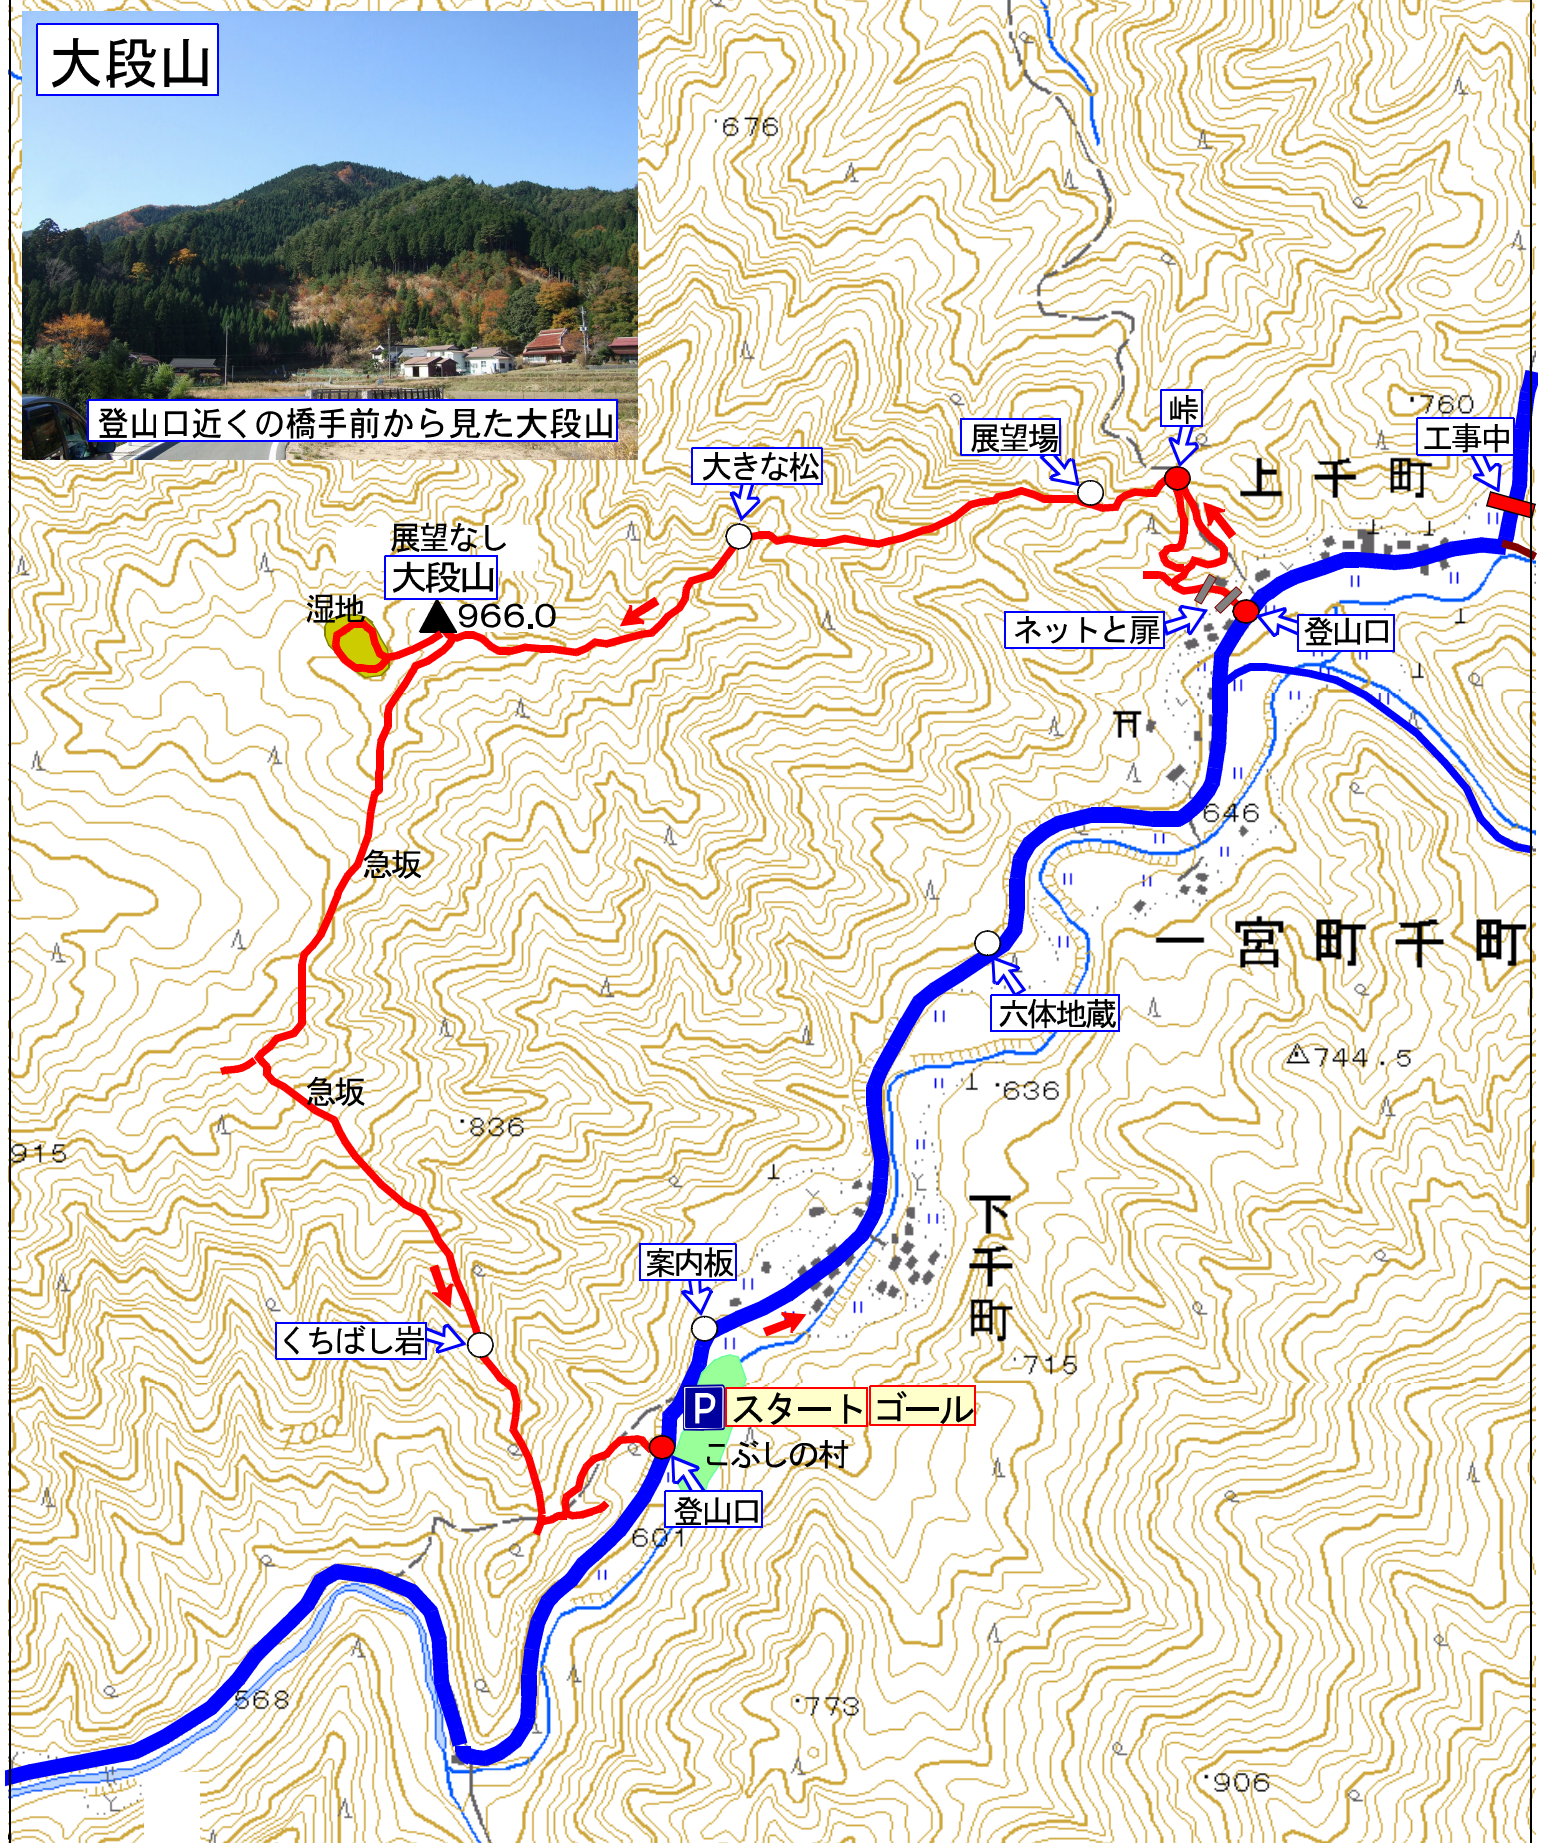 大段山
676
登山口近くの橋手前から見た大段山
760
峠
展望場
工事中
大きな松
上千町
展望なし
大段山
湿地
966.0
ネットと扉
登山口
646
急坂
一宮町千町
六体地蔵
744.5
急坂
636
836
915
下千町
案内板
くちばし岩
715
P スタート ゴール
700
こぶしの村
登山口
601
568
773
906